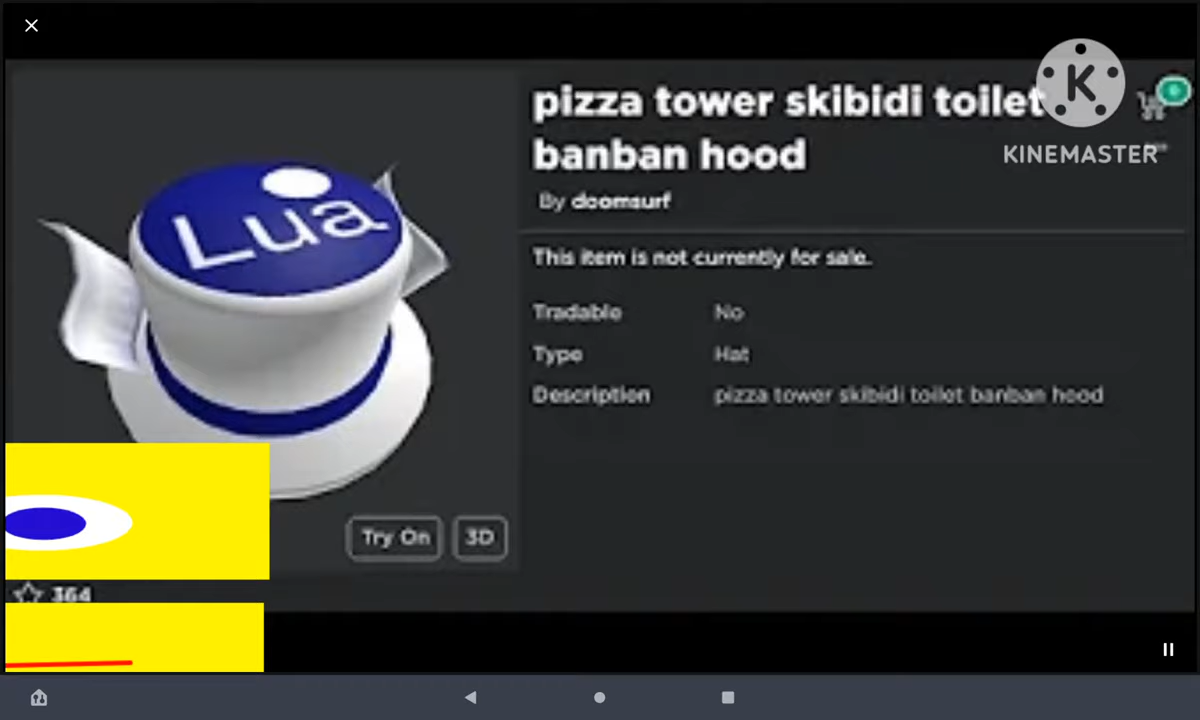 pizza tower skibidi toilet
banban hood
K
KINEMASTER
By doomsurf
This item is not currently for sale.
Tradable No
Type Hat
Description pizza tower skibidi toilet banban hood
Lua
Try On 3D
364